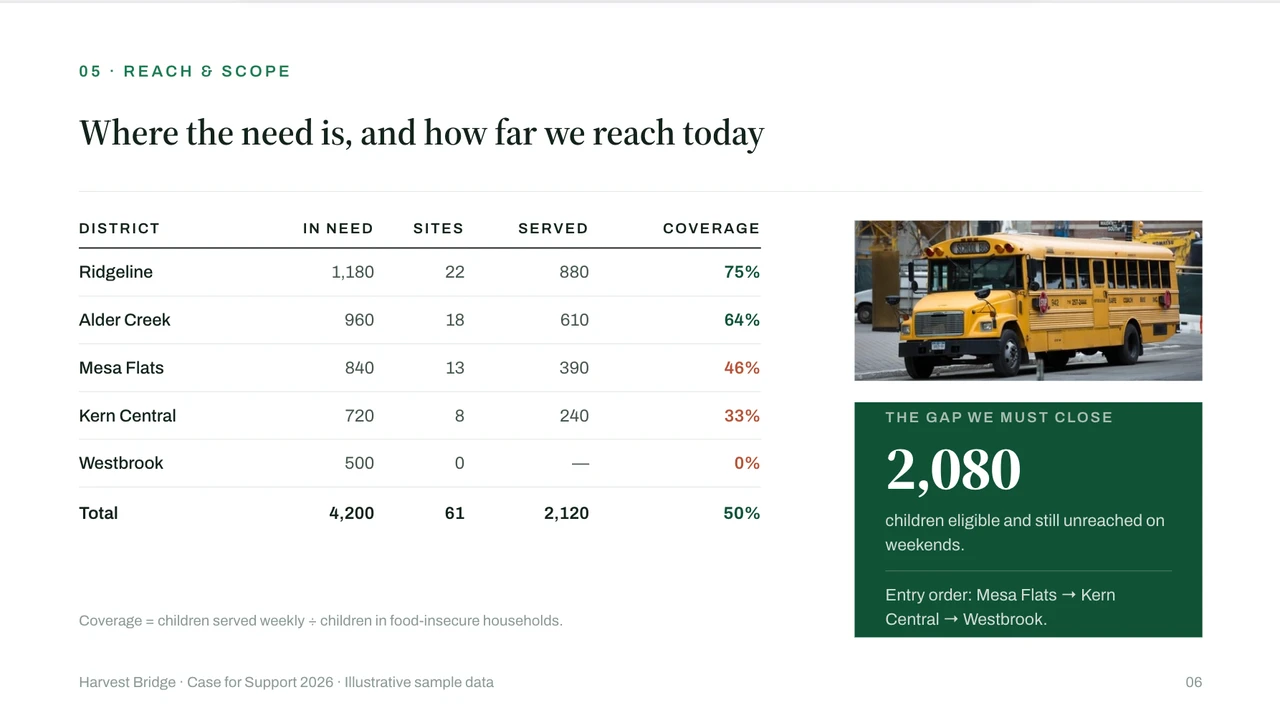 05 · REACH & SCOPE
Where the need is, and how far we reach today
DISTRICT IN NEED SITES SERVED COVERAGE
Ridgeline 1,180 22 880 75%
Alder Creek 960 18 610 64%
Mesa Flats 840 13 390 46%
Kern Central 720 8 240 33%
Westbrook 500 0 — 0%
Total 4,200 61 2,120 50%
Coverage = children served weekly ÷ children in food-insecure households.
THE GAP WE MUST CLOSE
2,080
children eligible and still unreached on
weekends.
Entry order: Mesa Flats → Kern
Central → Westbrook.
Harvest Bridge · Case for Support 2026 · Illustrative sample data
06